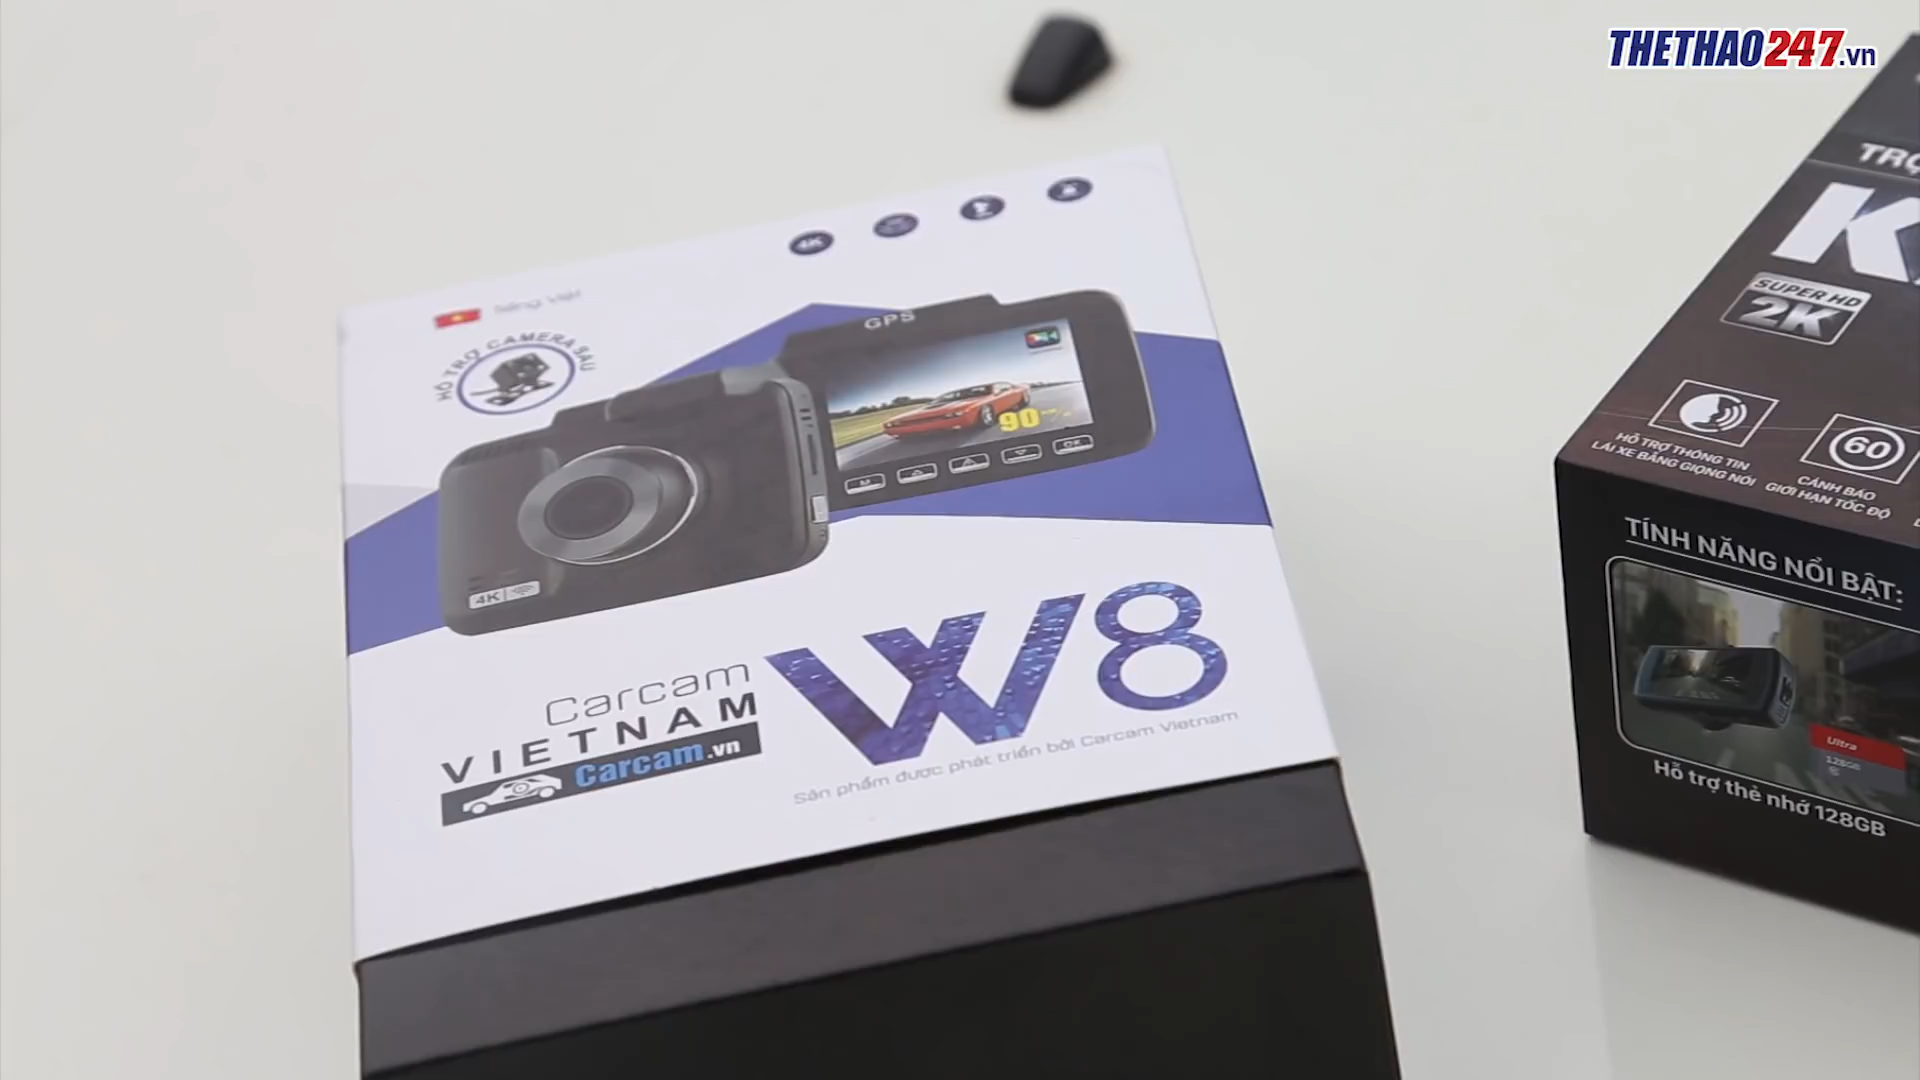 THETHAO247.vn
4K
Tiếng Việt
HỖ TRỢ CAMERA SAU
GPS
90
M
OK
4K
Carcam
VIETNAM
Carcam.vn
W8
Sản phẩm được phát triển bởi Carcam Vietnam
SUPER HD
2K
HỖ TRỢ THÔNG TIN
LÁI XE BẰNG GIỌNG NÓI
60
CẢNH BÁO
GIỚI HẠN TỐC ĐỘ
TÍNH NĂNG NỔI BẬT:
Ultra
128GB
Hỗ trợ thẻ nhớ 128GB